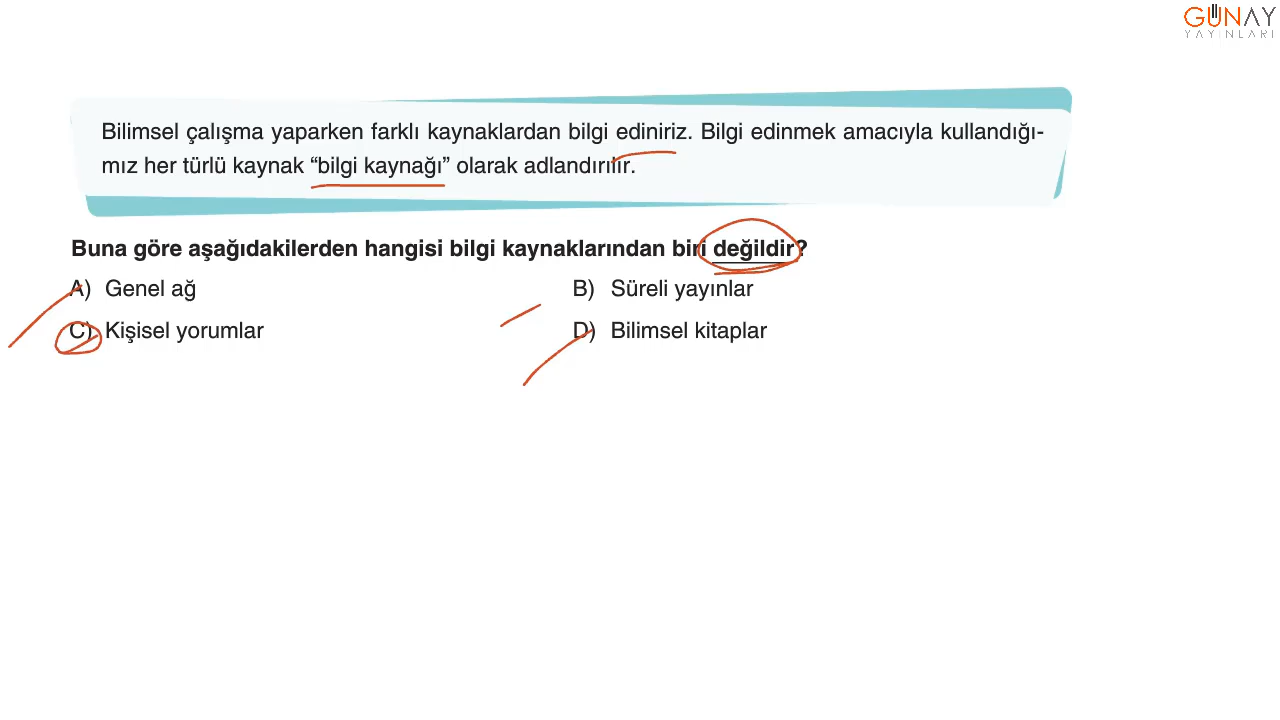 GÜNAY
YAYINLARI
Bilimsel çalışma yaparken farklı kaynaklardan bilgi ediniriz. Bilgi edinmek amacıyla kullandığı-
mız her türlü kaynak “bilgi kaynağı” olarak adlandırılır.
Buna göre aşağıdakilerden hangisi bilgi kaynaklarından biri değildir?
A) Genel ağ
B) Süreli yayınlar
C) Kişisel yorumlar
D) Bilimsel kitaplar